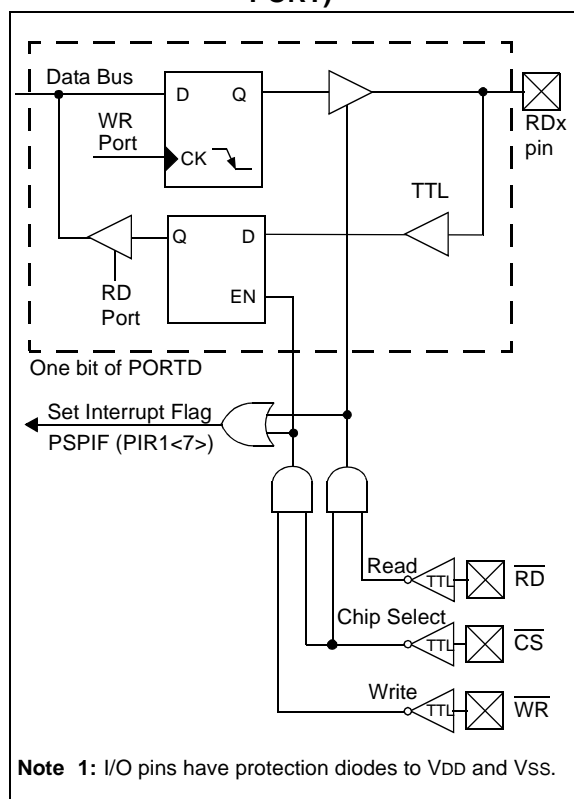 PORT)
Data Bus
D Q
WR
Port
CK
RDx
pin
TTL
Q D
EN
RD
Port
One bit of PORTD
Set Interrupt Flag
PSPIF (PIR1<7>)
Read
TTL
RD
Chip Select
TTL
CS
Write
TTL
WR
Note 1: I/O pins have protection diodes to VDD and VSS.